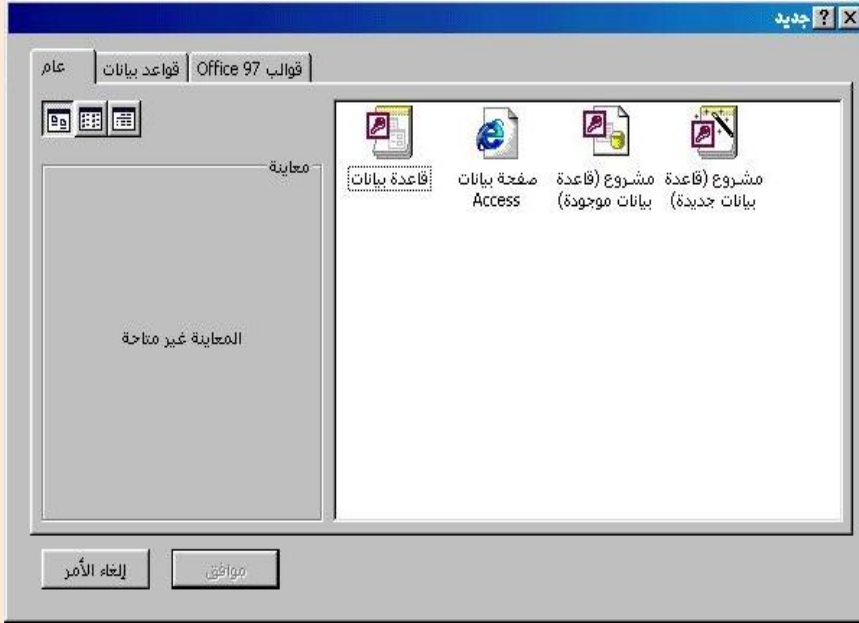 جديد
عام
قواعد بيانات
قوالب Office 97
معاينة
المعاينة غير متاحة
قاعدة بيانات
صفحة بيانات
Access
مشروع (قاعدة
بيانات موجودة)
مشروع (قاعدة
بيانات جديدة)
إلغاء الأمر
موافق